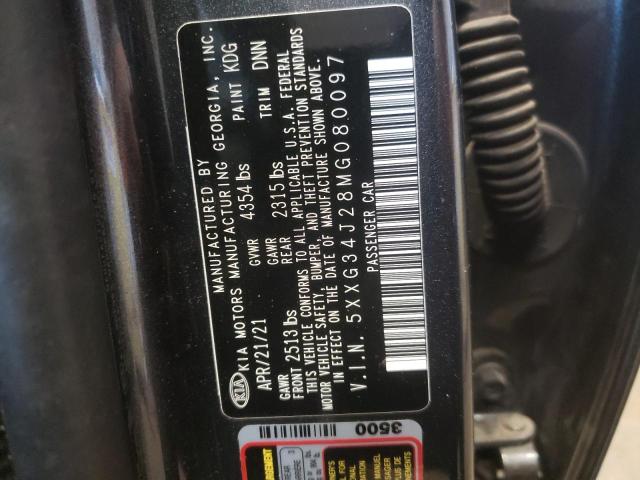 KIA
MANUFACTURED BY
KIA MOTORS MANUFACTURING GEORGIA, INC.
APR/21/21 GVWR 4354 lbs PAINT KDG
GAWR FRONT 2513 lbs GAWR REAR 2315 lbs TRIM DNN
THIS VEHICLE CONFORMS TO ALL APPLICABLE U.S.A. FEDERAL
MOTOR VEHICLE SAFETY, BUMPER, AND THEFT PREVENTION STANDARDS
IN EFFECT ON THE DATE OF MANUFACTURE SHOWN ABOVE.
V.I.N. 5XXG34J28MG080097
PASSENGER CAR
3500